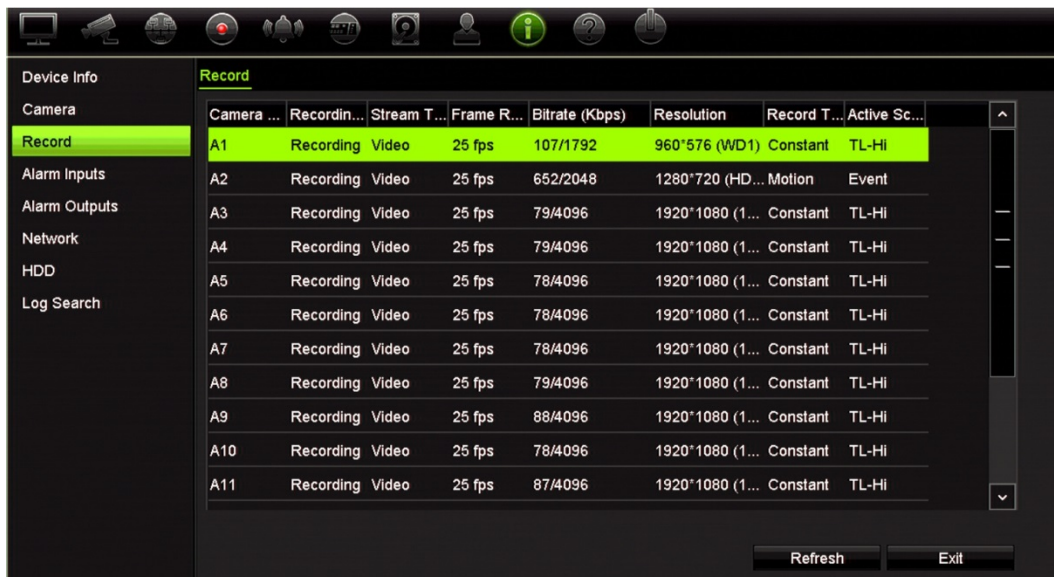 Device Info
Camera
Record
Alarm Inputs
Alarm Outputs
Network
HDD
Log Search
Record
Camera ... Recordin... Stream T... Frame R... Bitrate (Kbps) Resolution Record T... Active Sc...
A1 Recording Video 25 fps 107/1792 960*576 (WD1) Constant TL-Hi
A2 Recording Video 25 fps 652/2048 1280*720 (HD... Motion Event
A3 Recording Video 25 fps 79/4096 1920*1080 (1... Constant TL-Hi
A4 Recording Video 25 fps 79/4096 1920*1080 (1... Constant TL-Hi
A5 Recording Video 25 fps 78/4096 1920*1080 (1... Constant TL-Hi
A6 Recording Video 25 fps 78/4096 1920*1080 (1... Constant TL-Hi
A7 Recording Video 25 fps 78/4096 1920*1080 (1... Constant TL-Hi
A8 Recording Video 25 fps 79/4096 1920*1080 (1... Constant TL-Hi
A9 Recording Video 25 fps 88/4096 1920*1080 (1... Constant TL-Hi
A10 Recording Video 25 fps 78/4096 1920*1080 (1... Constant TL-Hi
A11 Recording Video 25 fps 87/4096 1920*1080 (1... Constant TL-Hi
Refresh Exit